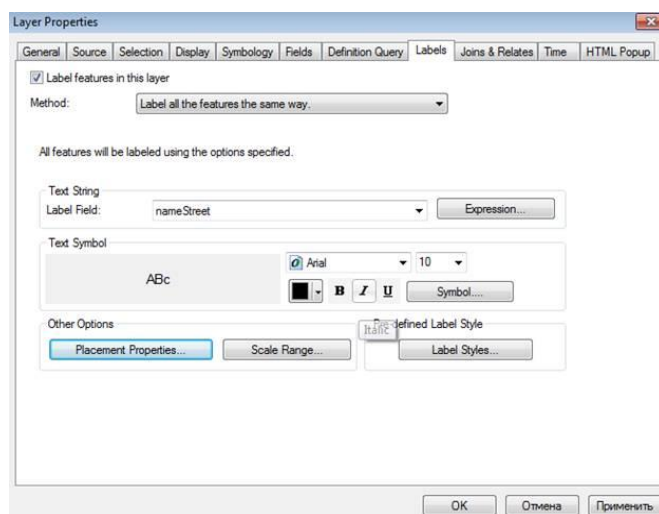 Layer Properties
General Source Selection Display Symbology Fields Definition Query Labels Joins & Relates Time HTML Popup
Label features in this layer
Method: Label all the features the same way.
All features will be labeled using the options specified.
Text String
Label Field: nameStreet Expression...
Text Symbol
ABc
Arial 10
B I U Symbol....
Other Options
defined Label Style
Italic
Placement Properties... Scale Range... Label Styles...
OK Отмена Применить